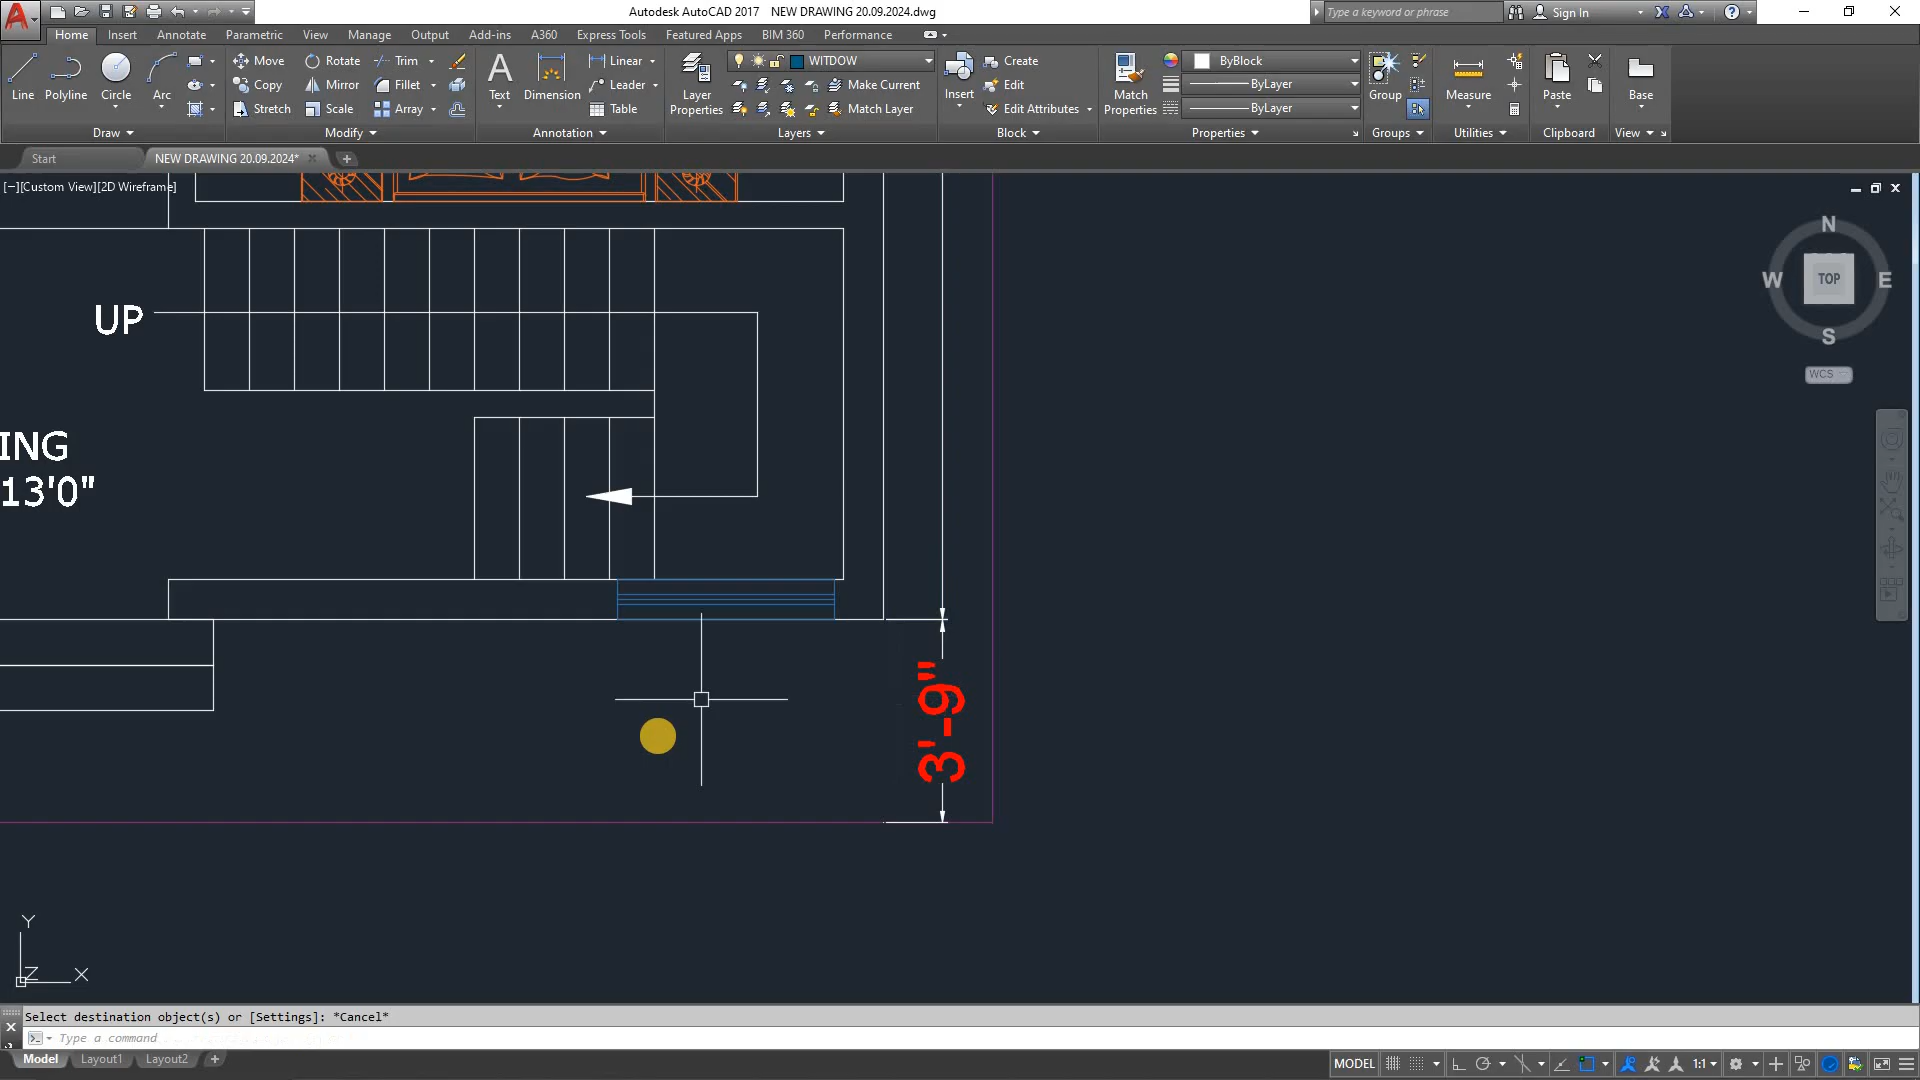 Autodesk AutoCAD 2017 NEW DRAWING 20.09.2024.dwg
Type a keyword or phrase
Sign In
Home Insert Annotate Parametric View Manage Output Add-ins A360 Express Tools Featured Apps BIM 360 Performance
Line Polyline Circle Arc
Move Rotate Trim
Copy Mirror Fillet
Stretch Scale Array
Text Dimension
Linear
Leader
Table
Layer Properties
WITDOW
Make Current
Match Layer
Insert
Create
Edit
Edit Attributes
Match Properties
ByBlock
ByLayer
ByLayer
Group
Measure
Paste
Base
Draw Modify Annotation Layers Block Properties Groups Utilities Clipboard View
Start NEW DRAWING 20.09.2024*
[−][Custom View][2D Wireframe]
N
W TOP E
S
WCS
UP
ING
13'0"
3'-9"
Y
Z X
Select destination object(s) or [Settings]: *Cancel*
Type a command
Model Layout1 Layout2
MODEL 1:1